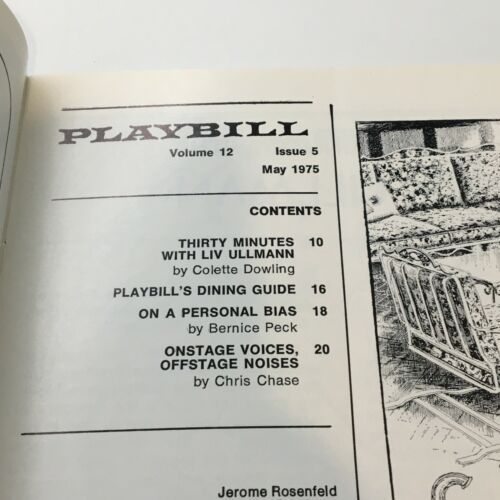 PLAYBILL
Volume 12 Issue 5
May 1975
CONTENTS
THIRTY MINUTES 10
WITH LIV ULLMANN
by Colette Dowling
PLAYBILL'S DINING GUIDE 16
ON A PERSONAL BIAS 18
by Bernice Peck
ONSTAGE VOICES, 20
OFFSTAGE NOISES
by Chris Chase
Jerome Rosenfeld